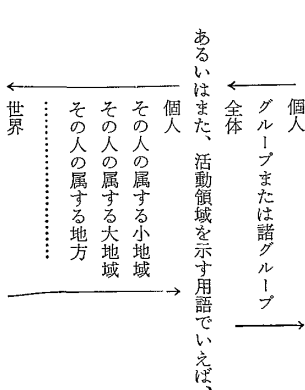 個人
グループまたは諸グループ
全体
あるいはまた、活動領域を示す用語でいえば、
個人
その人の属する小地域
その人の属する大地域
その人の属する地方
………………
世界